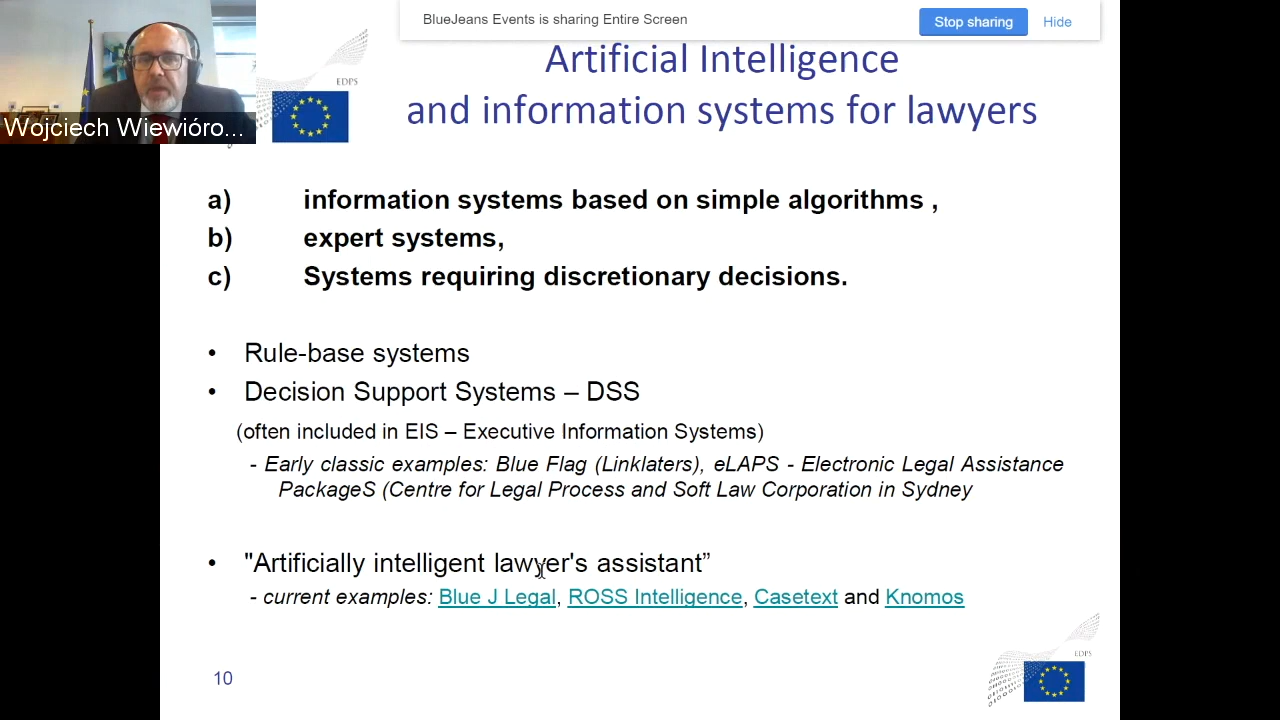 BlueJeans Events is sharing Entire Screen
Stop sharing
Hide
Wojciech Wiewióro...
EDPS
Artificial Intelligence
and information systems for lawyers
a) information systems based on simple algorithms ,
b) expert systems,
c) Systems requiring discretionary decisions.
• Rule-base systems
• Decision Support Systems – DSS
(often included in EIS – Executive Information Systems)
- Early classic examples: Blue Flag (Linklaters), eLAPS - Electronic Legal Assistance
PackageS (Centre for Legal Process and Soft Law Corporation in Sydney
• "Artificially intelligent lawyer's assistant”
- current examples: Blue J Legal, ROSS Intelligence, Casetext and Knomos
EDPS
10